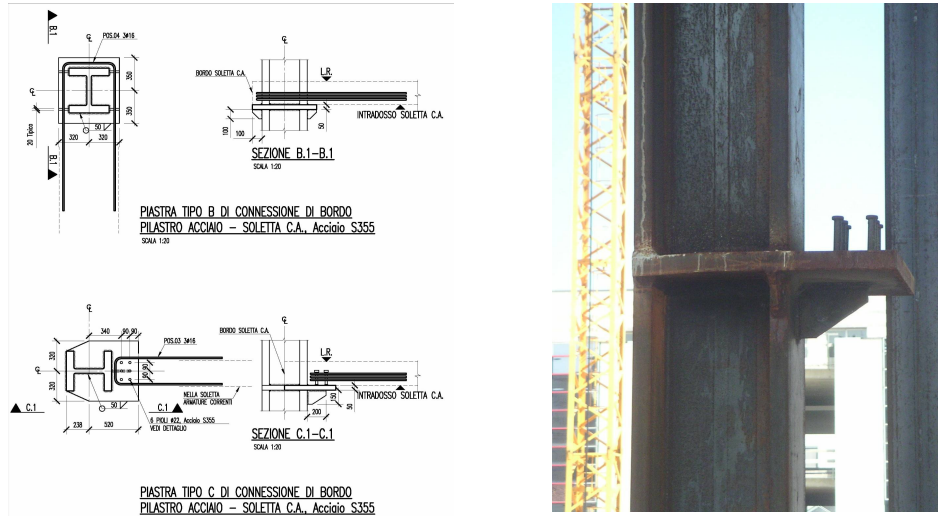 B.1
℄
POS.04 3ø16
℄
350
350
50
20 Tipico
320
320
B.1
℄
BORDO SOLETTA C.A.
L.R.
INTRADOSSO SOLETTA C.A.
100
100
50
SEZIONE B.1-B.1
SCALA 1:20
PIASTRA TIPO B DI CONNESSIONE DI BORDO
PILASTRO ACCIAIO - SOLETTA C.A., Acciaio S355
SCALA 1:20
℄
340
90
90
POS.03 3ø16
320
320
90
90
50
NELLA SOLETTA
ARMATURE CORRENTI
C.1
C.1
6 PIOLI ø22, Acciaio S355
VEDI DETTAGLIO
238
520
℄
BORDO SOLETTA C.A.
L.R.
INTRADOSSO SOLETTA C.A.
150
50
200
SEZIONE C.1-C.1
SCALA 1:20
PIASTRA TIPO C DI CONNESSIONE DI BORDO
PILASTRO ACCIAIO - SOLETTA C.A., Acciaio S355